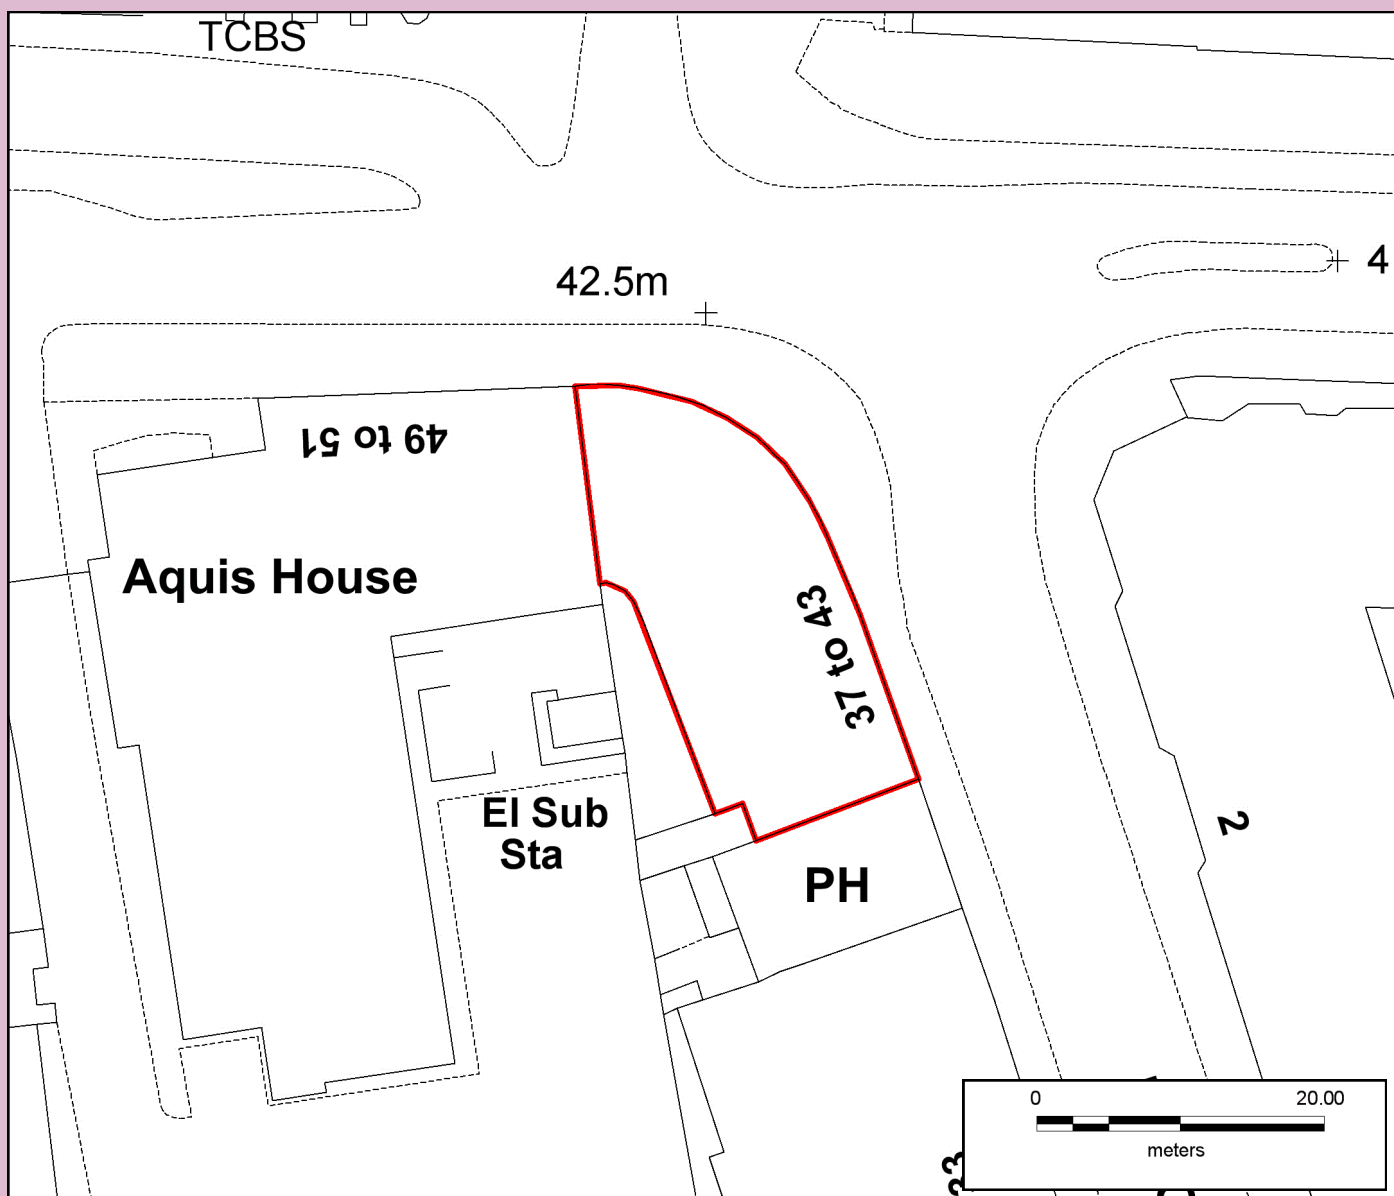 TCBS
42.5m
4
49 to 51
Aquis House
37 to 43
El Sub
Sta
2
PH
0 20.00
meters